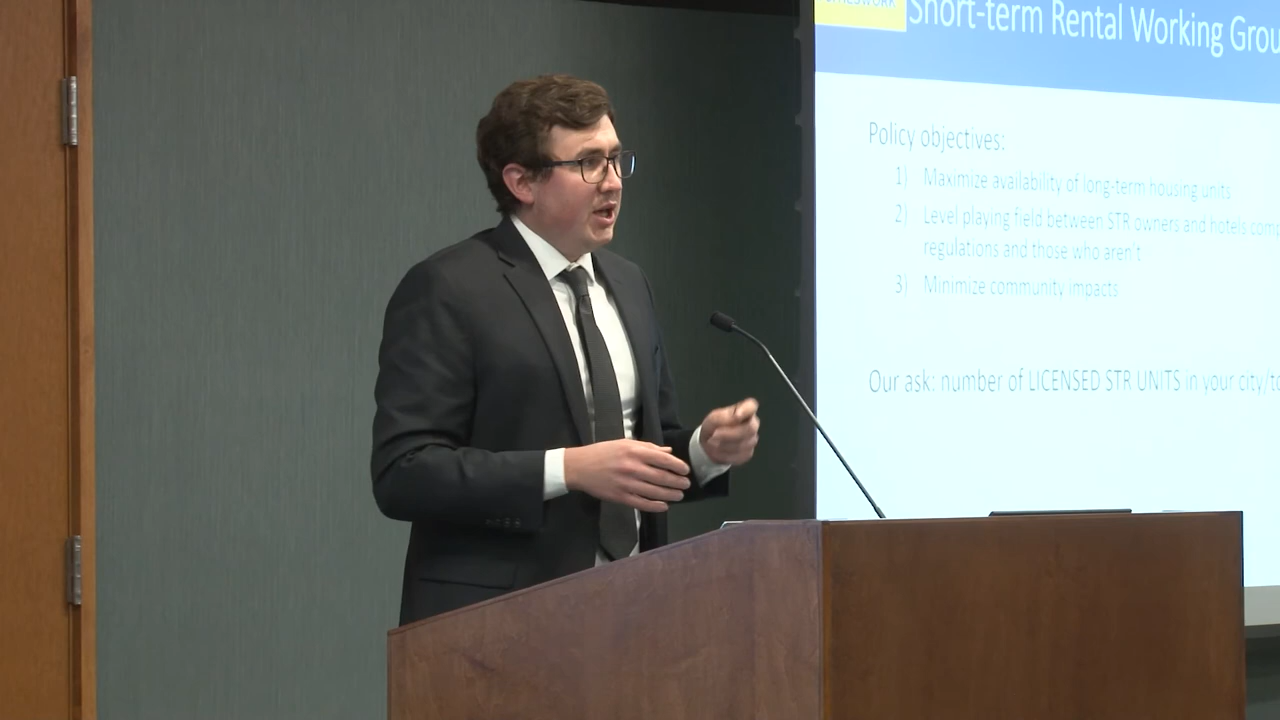 Short-term Rental Working Grou
Policy objectives:
1) Maximize availability of long-term housing units
2) Level playing field between STR owners and hotels comp
regulations and those who aren't
3) Minimize community impacts
Our ask: number of LICENSED STR UNITS in your city/to